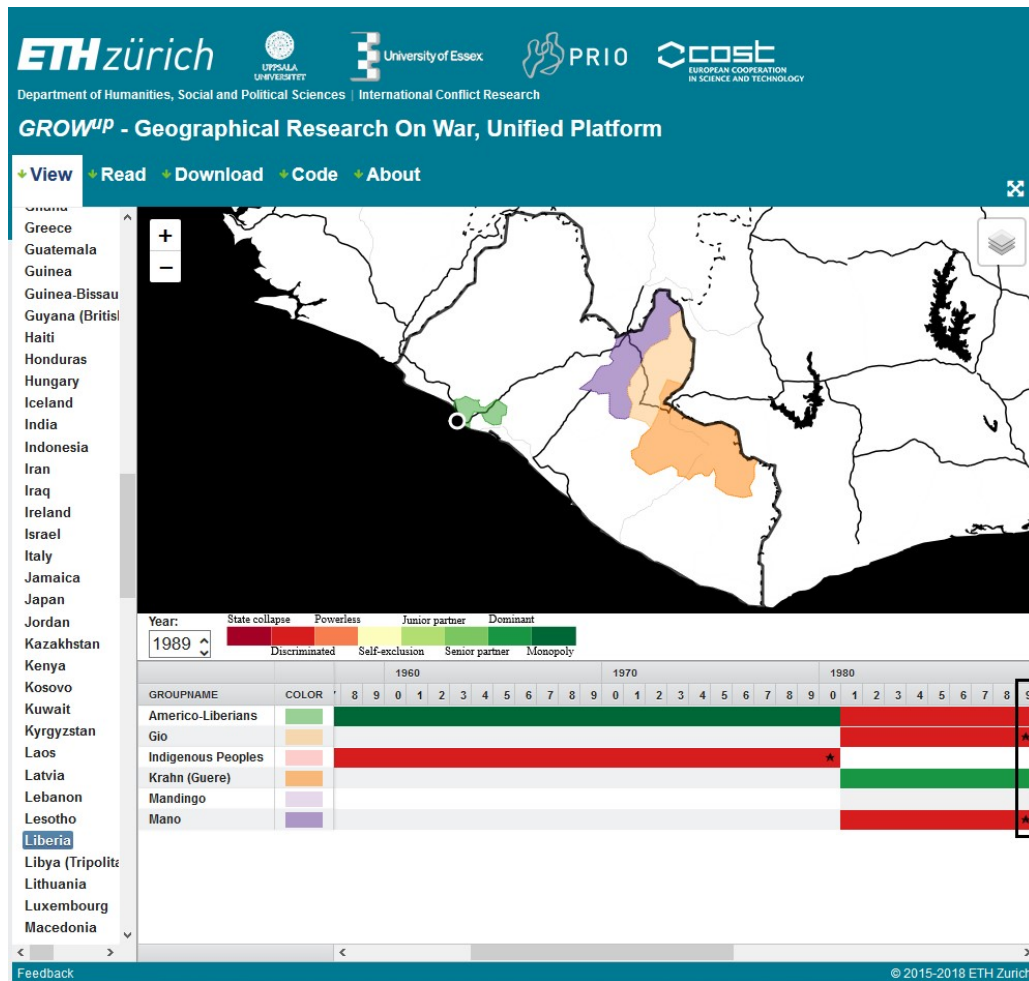 ETH zürich
UPPSALA
UNIVERSITET
University of Essex
PRIO
cost
EUROPEAN COOPERATION
IN SCIENCE AND TECHNOLOGY
Department of Humanities, Social and Political Sciences | International Conflict Research
GROWup - Geographical Research On War, Unified Platform
View Read Download Code About
Ghana
Greece
Guatemala
Guinea
Guinea-Bissau
Guyana (Britis
Haiti
Honduras
Hungary
Iceland
India
Indonesia
Iran
Iraq
Ireland
Israel
Italy
Jamaica
Japan
Jordan
Kazakhstan
Kenya
Kosovo
Kuwait
Kyrgyzstan
Laos
Latvia
Lebanon
Lesotho
Liberia
Libya (Tripolita
Lithuania
Luxembourg
Macedonia
+
−
Year:
1989
State collapse Powerless Junior partner Dominant
Discriminated Self-exclusion Senior partner Monopoly
1960 1970 1980
GROUPNAME COLOR 8 9 0 1 2 3 4 5 6 7 8 9 0 1 2 3 4 5 6 7 8 9 0 1 2 3 4 5 6 7 8 9
Americo-Liberians
Gio
Indigenous Peoples
Krahn (Guere)
Mandingo
Mano
Feedback
© 2015-2018 ETH Zurich